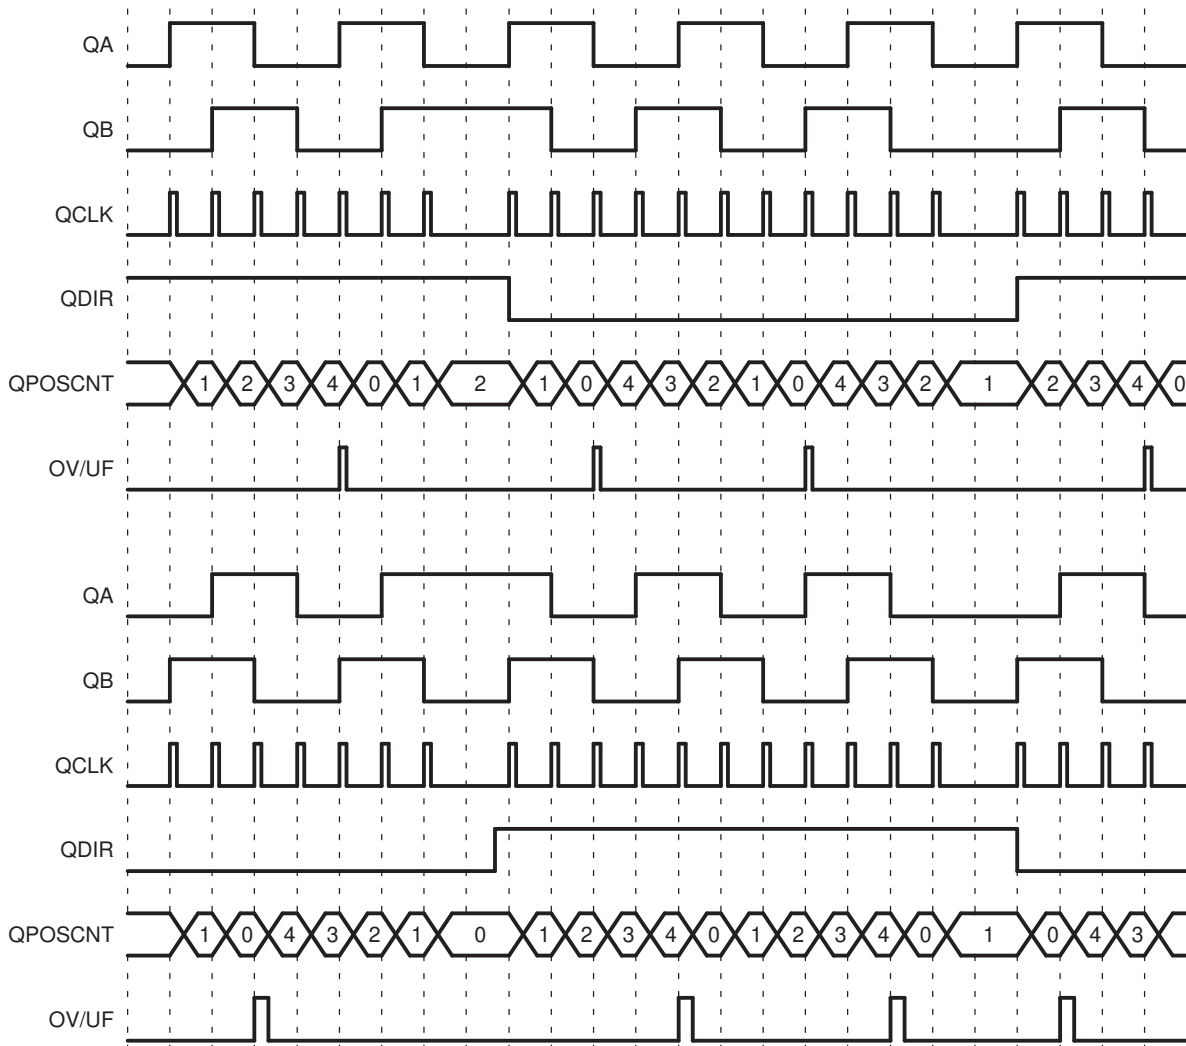 QA
QB
QCLK
QDIR
QPOSCNT 1 2 3 4 0 1 2 1 0 4 3 2 1 0 4 3 2 1 2 3 4 0
OV/UF
QA
QB
QCLK
QDIR
QPOSCNT 1 0 4 3 2 1 0 1 2 3 4 0 1 2 3 4 0 1 0 4 3
OV/UF